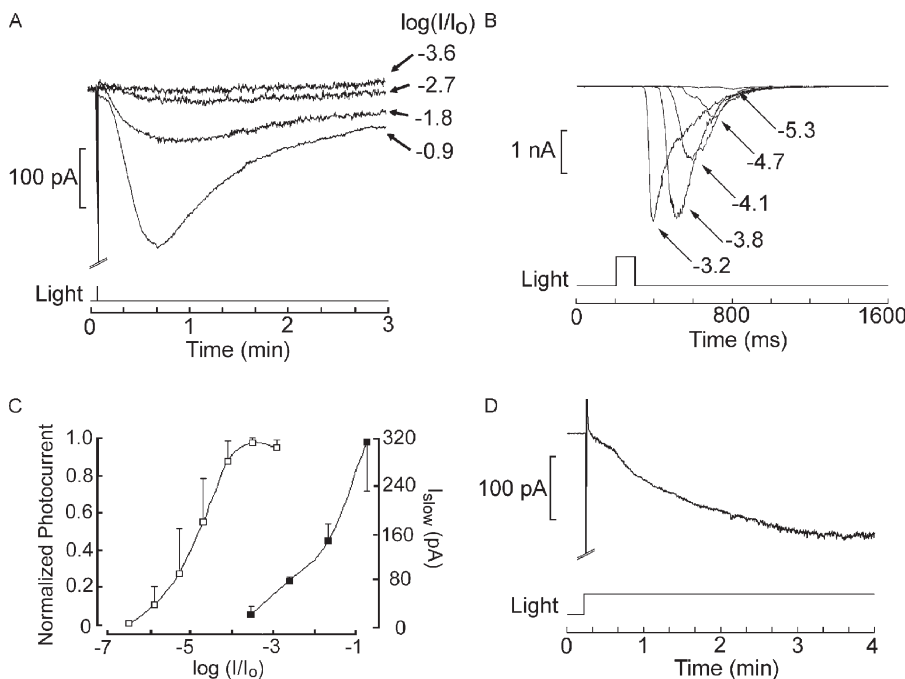 A
log(I/Io)
-3.6
-2.7
-1.8
-0.9
100 pA
Light
0 1 2 3
Time (min)
B
1 nA
-5.3
-4.7
-4.1
-3.8
-3.2
Light
0 800 1600
Time (ms)
C
Normalized Photocurrent
1.0
0.8
0.6
0.4
0.2
0
320
240
160
80
0
Islow (pA)
-7 -5 -3 -1
log (I/Io)
D
100 pA
Light
0 1 2 3 4
Time (min)